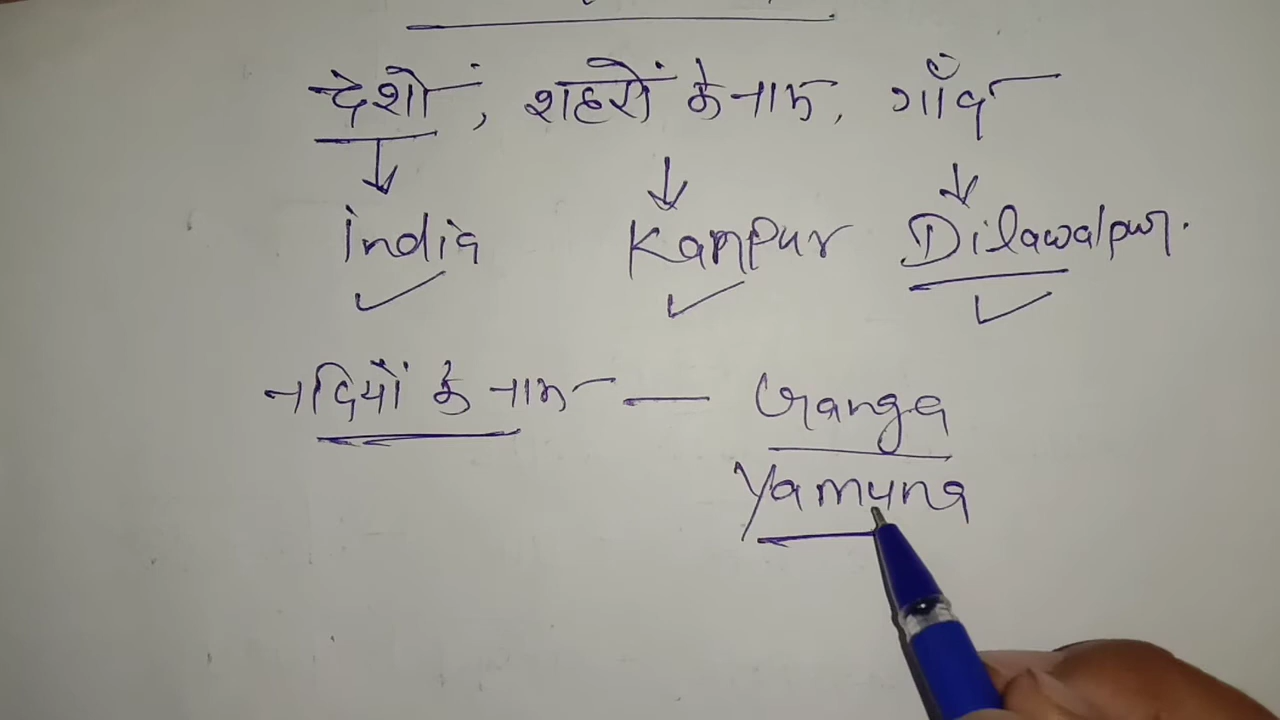 देशों, शहरों के नाम, गाँव
India Kanpur Dilawalpur.
नदियों के नाम — Ganga
Yamuna